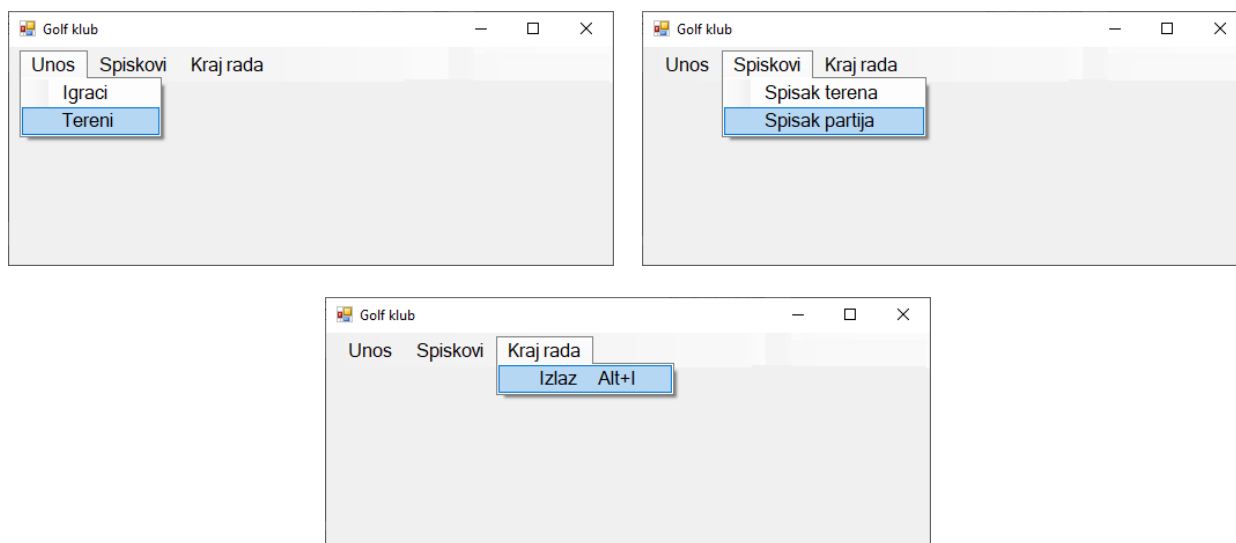 Golf klub
Unos Spiskovi Kraj rada
Igraci
Tereni
Golf klub
Unos Spiskovi Kraj rada
Spisak terena
Spisak partija
Golf klub
Unos Spiskovi Kraj rada
Izlaz Alt+I